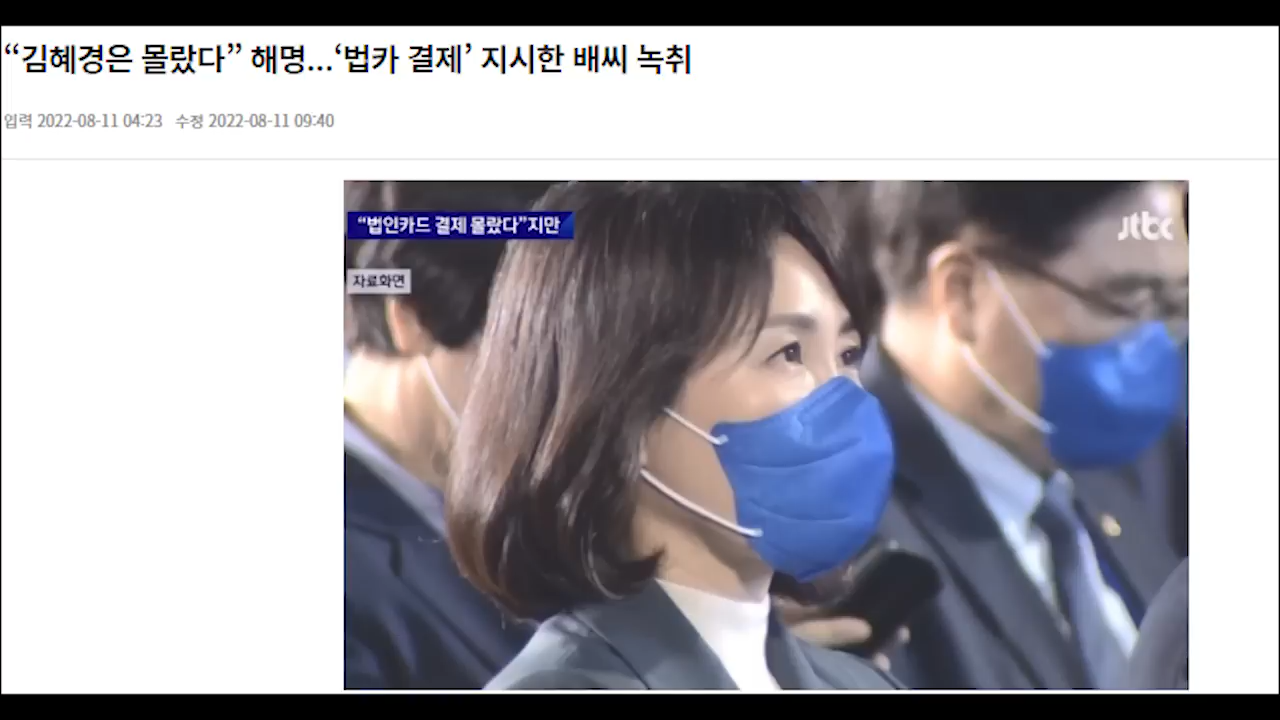 “김혜경은 몰랐다” 해명...‘법카 결제’ 지시한 배씨 녹취
입력 2022-08-11 04:23 수정 2022-08-11 09:40
“법인카드 결제 몰랐다”지만
jtbc
자료화면